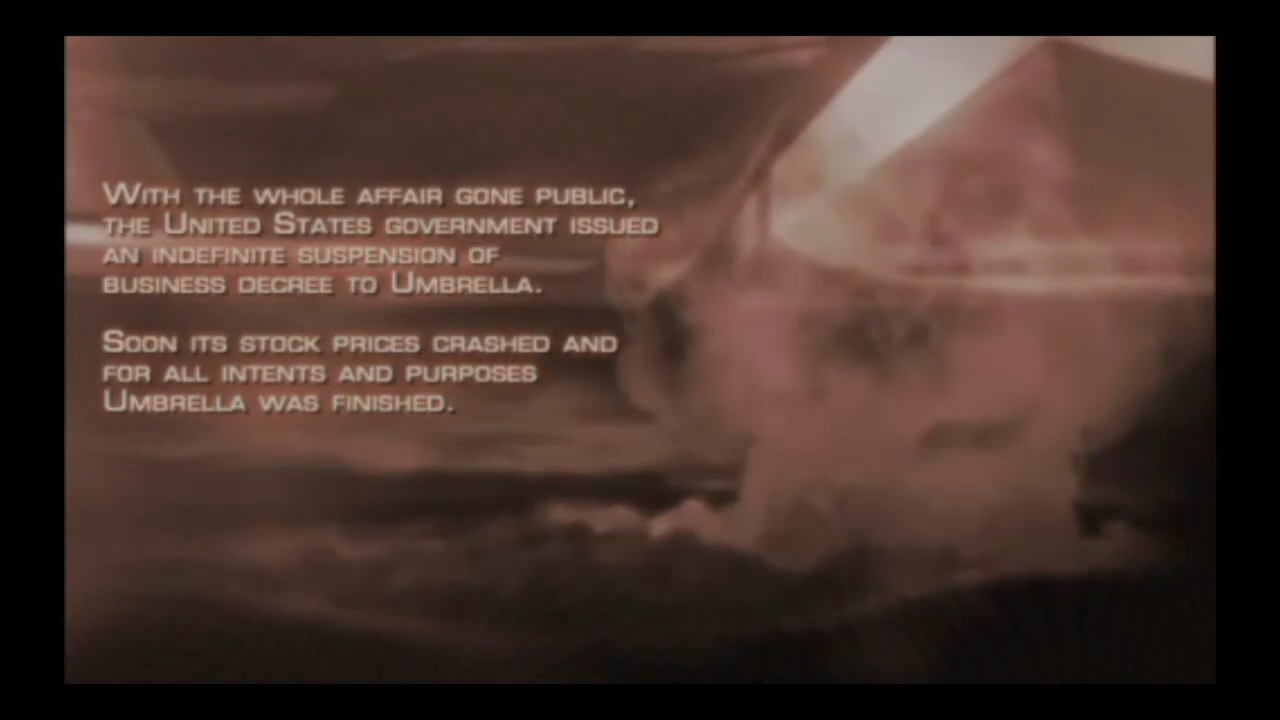 With the whole affair gone public,
the United States government issued
an indefinite suspension of
business decree to Umbrella.
Soon its stock prices crashed and
for all intents and purposes
Umbrella was finished.